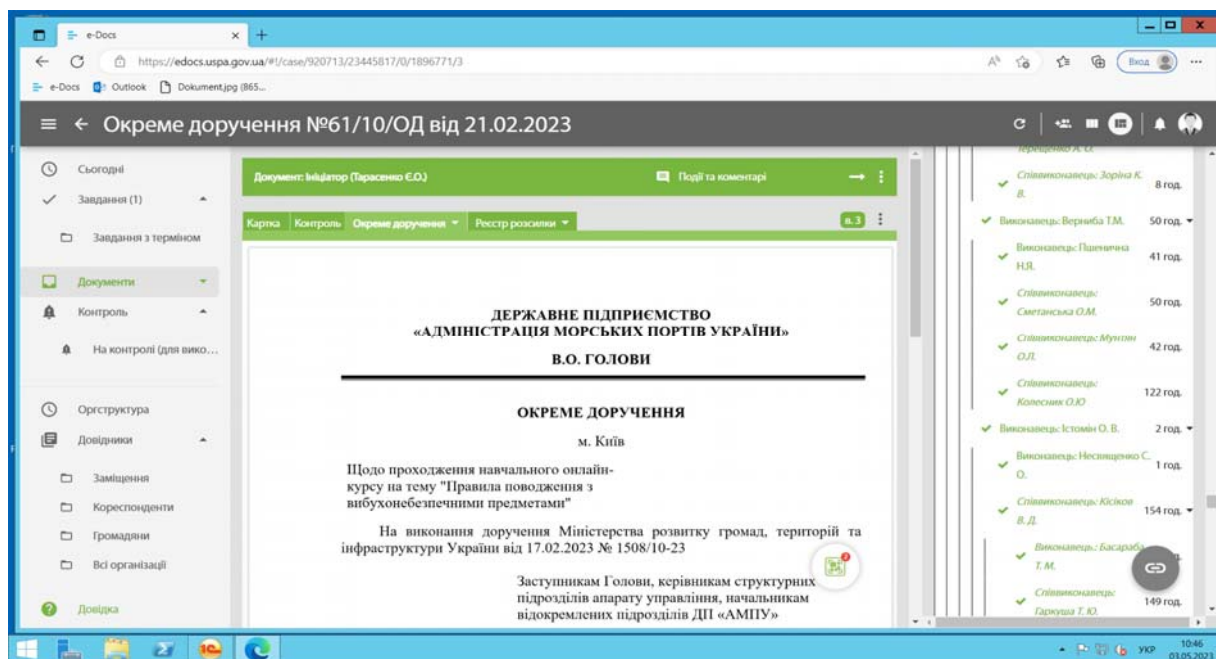 e-Docs
https://edocs.uspa.gov.ua/#!/case/920713/23445817/0/1896771/3
Вход
e-Docs Outlook Dokument.jpg (865...
Окреме доручення №61/10/ОД від 21.02.2023
Сьогодні
Завдання (1)
Завдання з терміном
Документи
Контроль
На контролі (для вико...
Оргструктура
Довідники
Заміщення
Кореспонденти
Громадяни
Всі організації
Довідка
Документ: Ініціатор (Тарасенко Є.О.) Події та коментарі
Картка Контроль Окреме доручення Реєстр розсилки в.3
ДЕРЖАВНЕ ПІДПРИЄМСТВО
«АДМІНІСТРАЦІЯ МОРСЬКИХ ПОРТІВ УКРАЇНИ»
В.О. ГОЛОВИ
ОКРЕМЕ ДОРУЧЕННЯ
м. Київ
Щодо проходження навчального онлайн-
курсу на тему "Правила поводження з
вибухонебезпечними предметами"
На виконання доручення Міністерства розвитку громад, територій та
інфраструктури України від 17.02.2023 № 1508/10-23
Заступникам Голови, керівникам структурних
підрозділів апарату управління, начальникам
відокремлених підрозділів ДП «АМПУ»
2
Терещенко А. О.
Співвиконавець: Зоріна К. 8 год.
В.
Виконавець: Верниба Т.М. 50 год.
Виконавець: Пшенична 41 год.
Н.Я.
Співвиконавець: 50 год.
Сметанська О.М.
Співвиконавець: Мунтян 42 год.
О.Л.
Співвиконавець: 122 год.
Колесник О.Ю
Виконавець: Істомін О. В. 2 год.
Виконавець: Несвященко С. 1 год.
О.
Співвиконавець: Кісіков 154 год.
В. Д.
Виконавець: Басараба
Т. М.
Співвиконавець: 149 год.
Гаркуша Т. Ю.
1С
УКР
10:46
03.05.2023